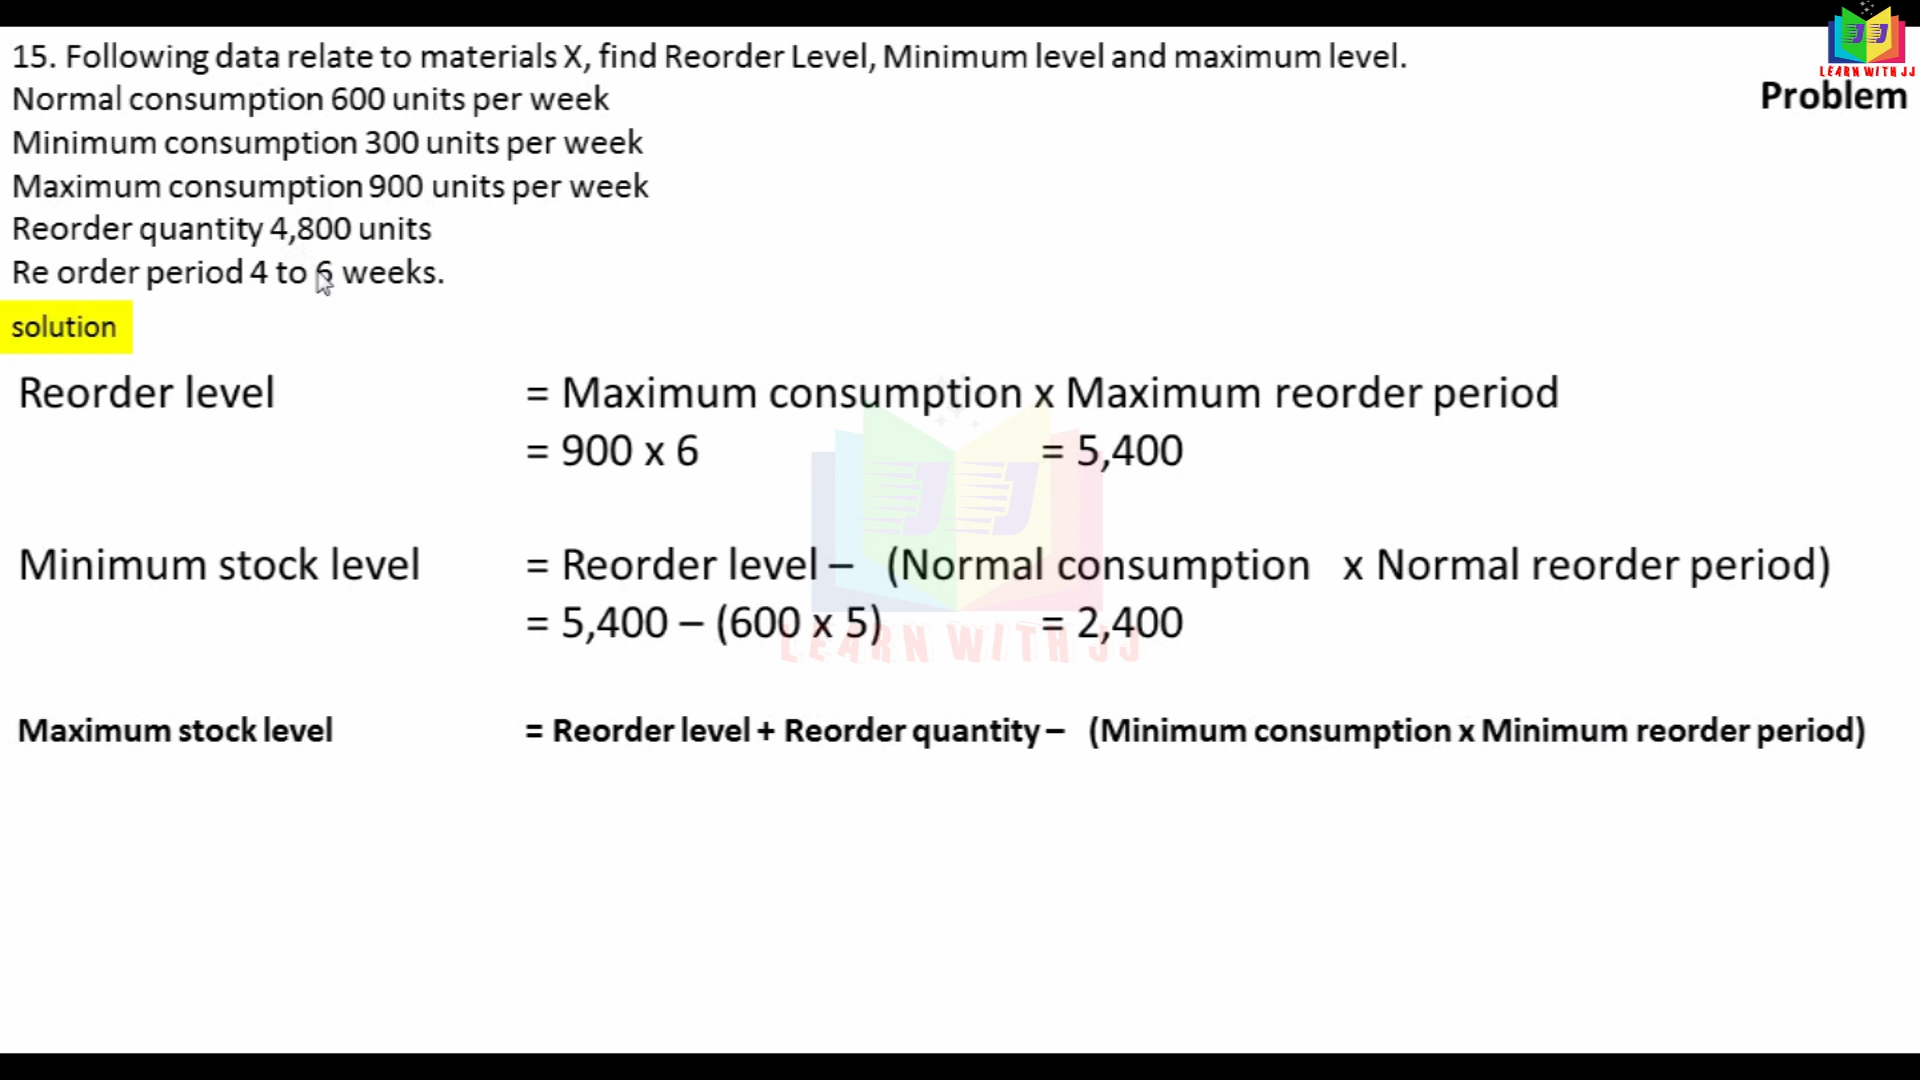 LEARN WITH JJ
Problem
15. Following data relate to materials X, find Reorder Level, Minimum level and maximum level.
Normal consumption 600 units per week
Minimum consumption 300 units per week
Maximum consumption 900 units per week
Reorder quantity 4,800 units
Re order period 4 to 6 weeks.
solution
Reorder level = Maximum consumption x Maximum reorder period
= 900 x 6 = 5,400
Minimum stock level = Reorder level – (Normal consumption x Normal reorder period)
= 5,400 – (600 x 5) = 2,400
LEARN WITH JJ
Maximum stock level = Reorder level + Reorder quantity – (Minimum consumption x Minimum reorder period)